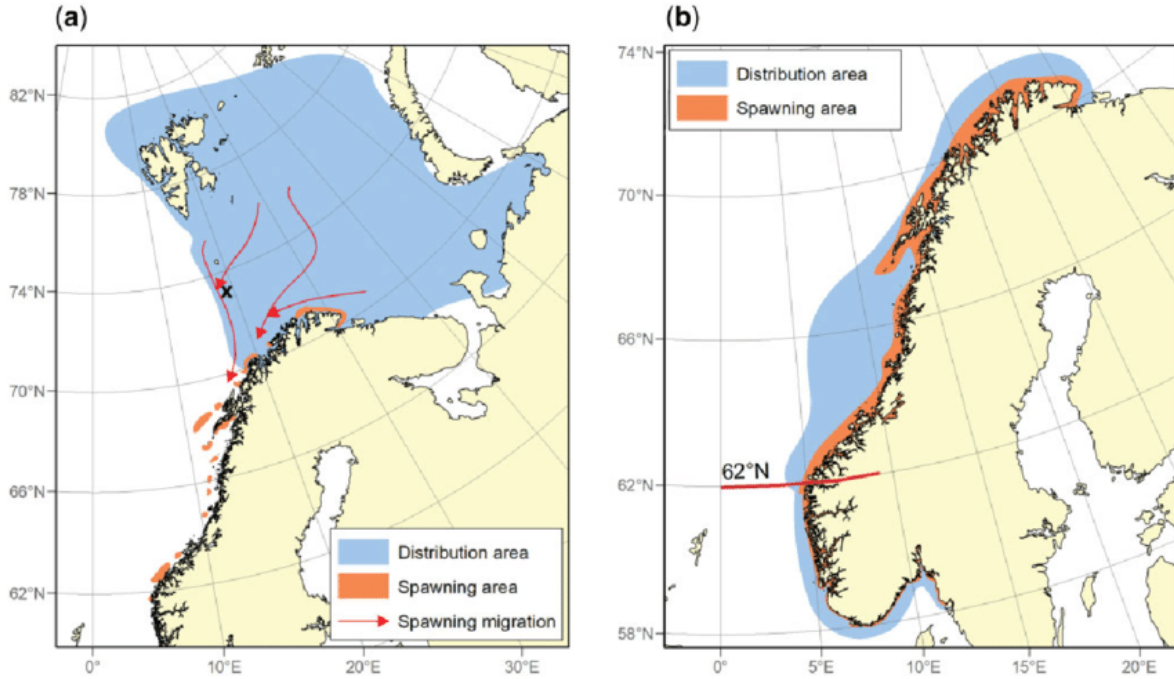 (a)
82°N
78°N
74°N
70°N
66°N
62°N
x
Distribution area
Spawning area
Spawning migration
0°
10°E
20°E
30°E
(b)
74°N
Distribution area
Spawning area
70°N
66°N
62°N
62°N
58°N
0°
5°E
10°E
15°E
20°E